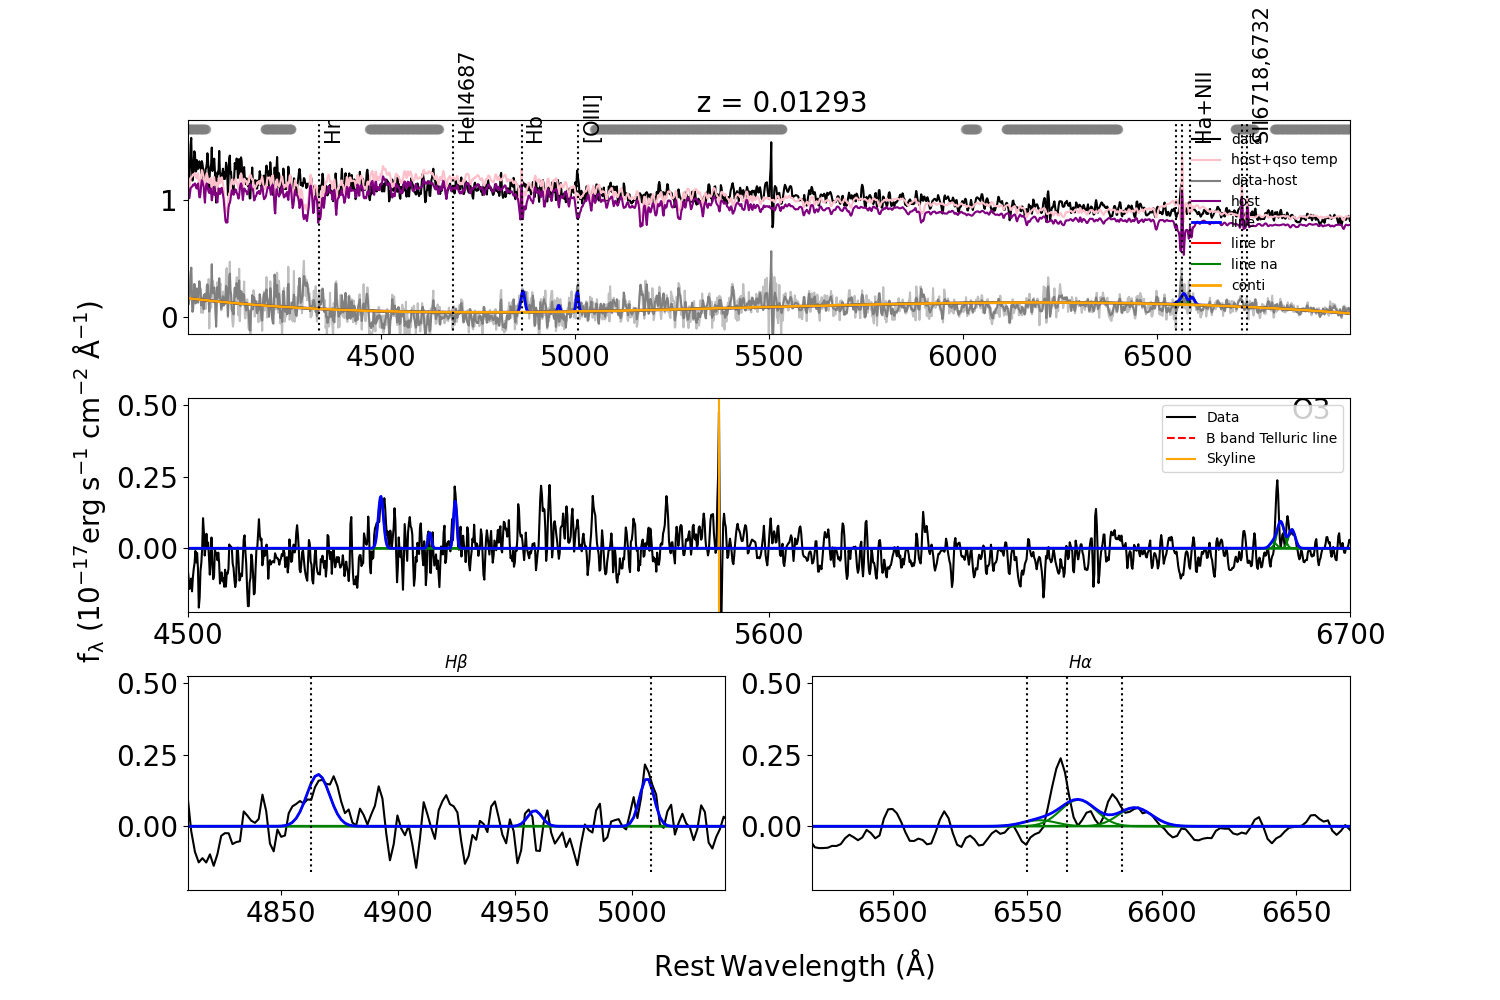 z = 0.01293
Hr
HeII4687
Hb
[OIII]
Ha+NII
SII6718,6732
data
host+qso temp
data-host
host
line
line br
line na
conti
1
0
4500 5000 5500 6000 6500
fλ (10⁻¹⁷erg s⁻¹ cm⁻² Å⁻¹)
O3
Data
B band Telluric line
Skyline
0.50
0.25
0.00
4500 5600 6700
Hβ
0.50
0.25
0.00
4850 4900 4950 5000
Hα
0.50
0.25
0.00
6500 6550 6600 6650
Rest Wavelength (Å)